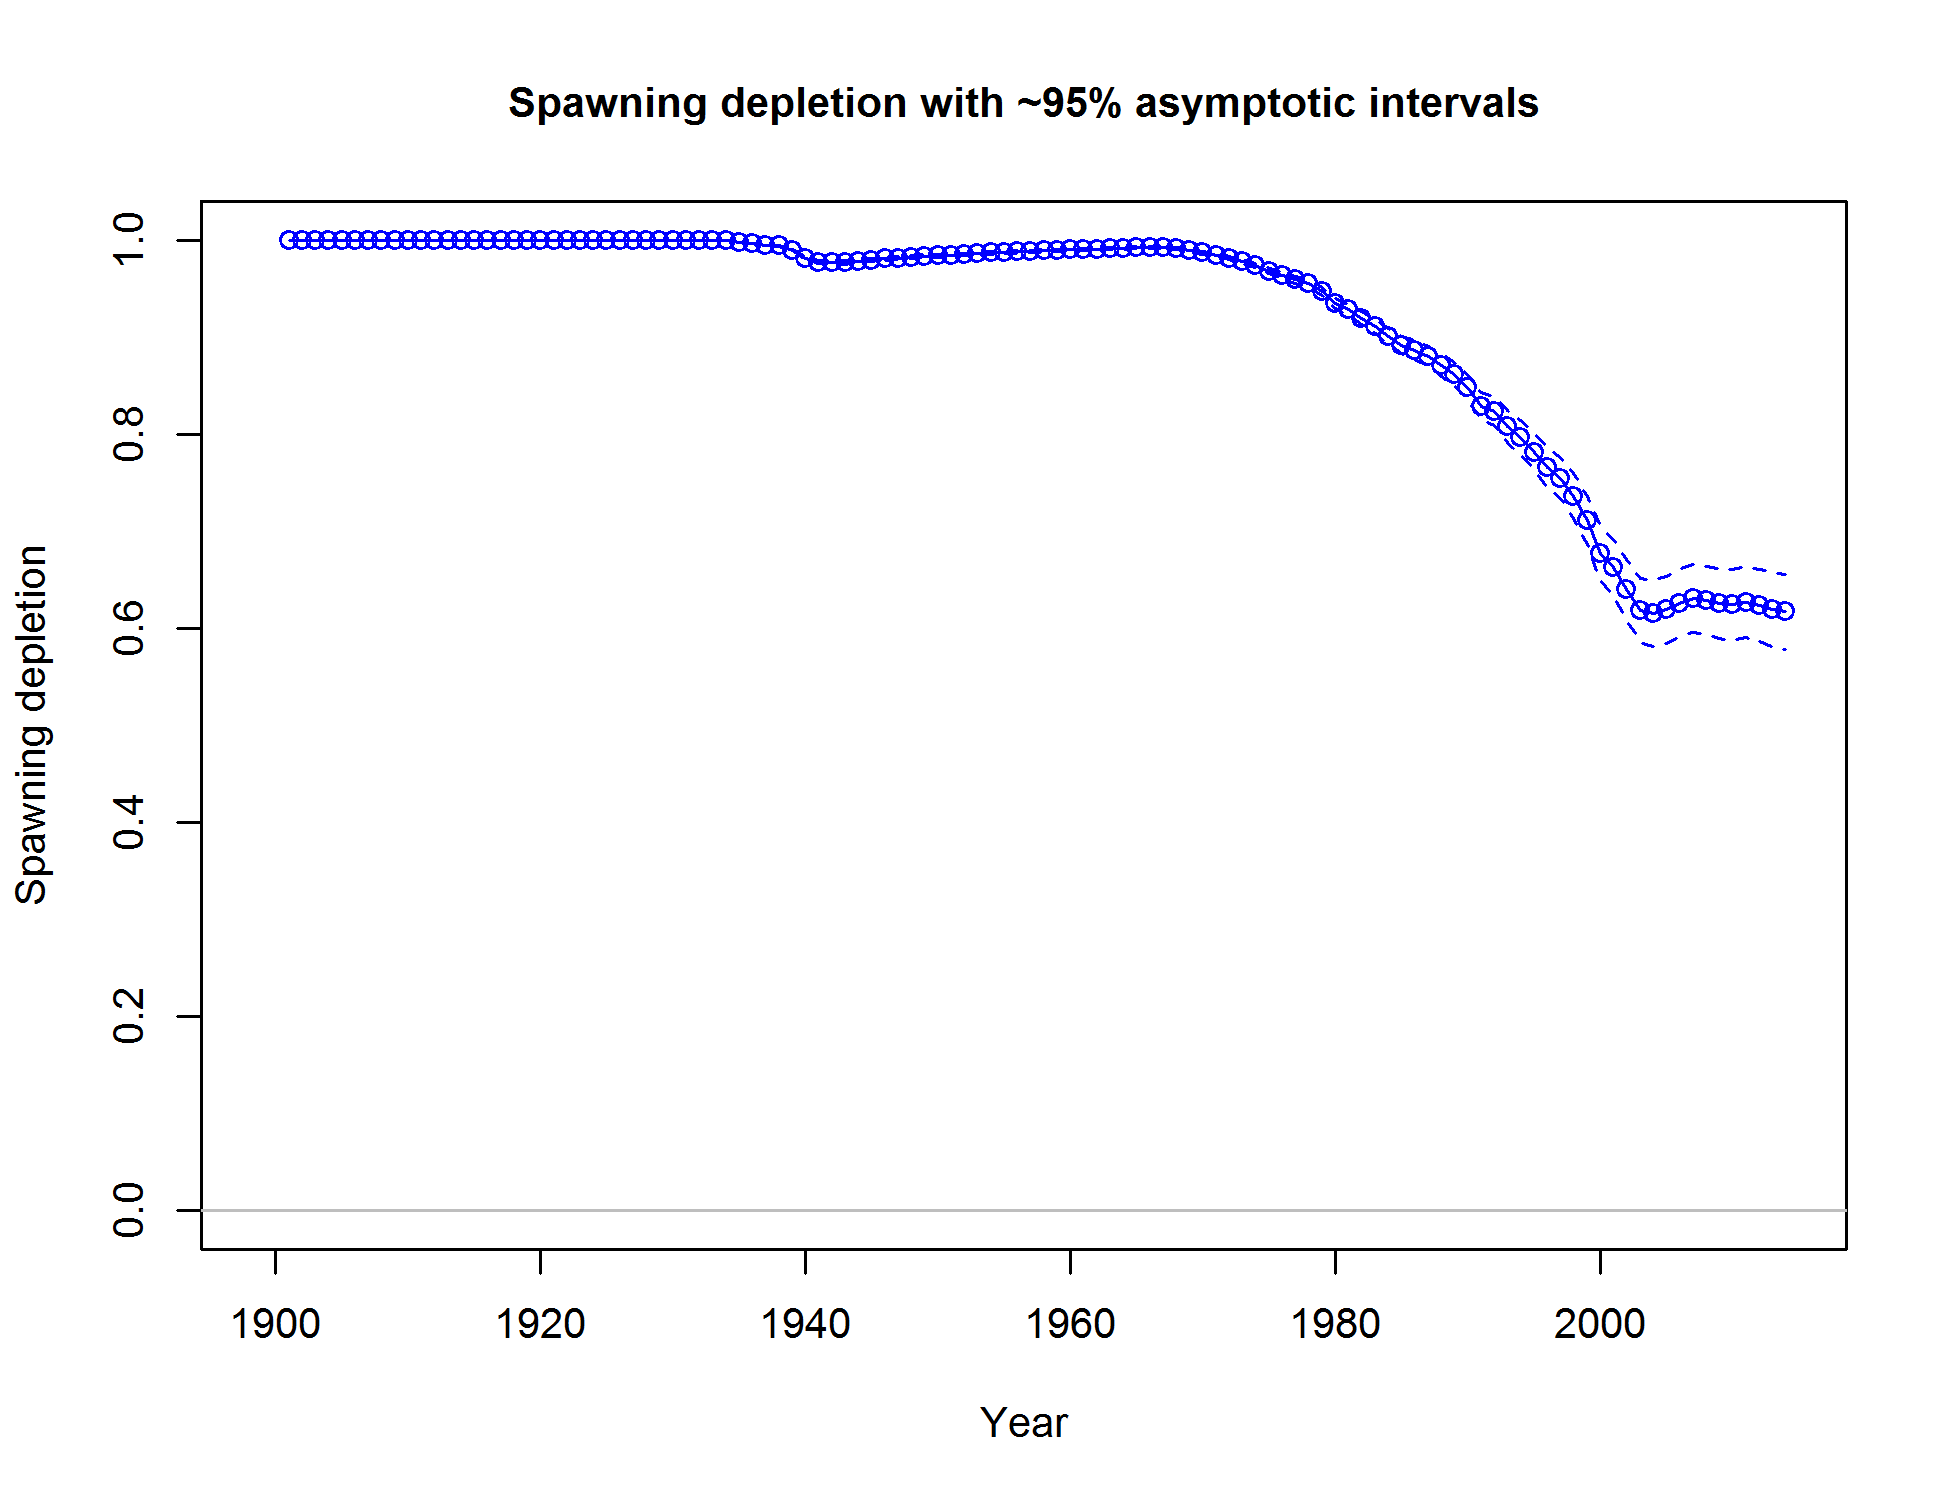 Spawning depletion with ~95% asymptotic intervals
Spawning depletion
1.0
0.8
0.6
0.4
0.2
0.0
1900 1920 1940 1960 1980 2000
Year